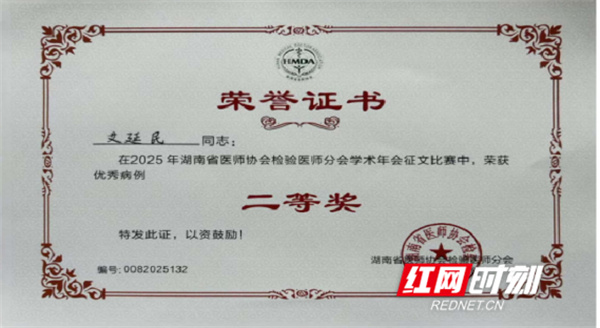 HMDA
荣誉证书
文延民 同志：
在2025年湖南省医师协会检验医师分会学术年会征文比赛中，荣获
优秀病例
二等奖
特发此证，以资鼓励！
湖南省医师协会检验医师分会
编号：0082025132
红网时刻
REDNET.CN